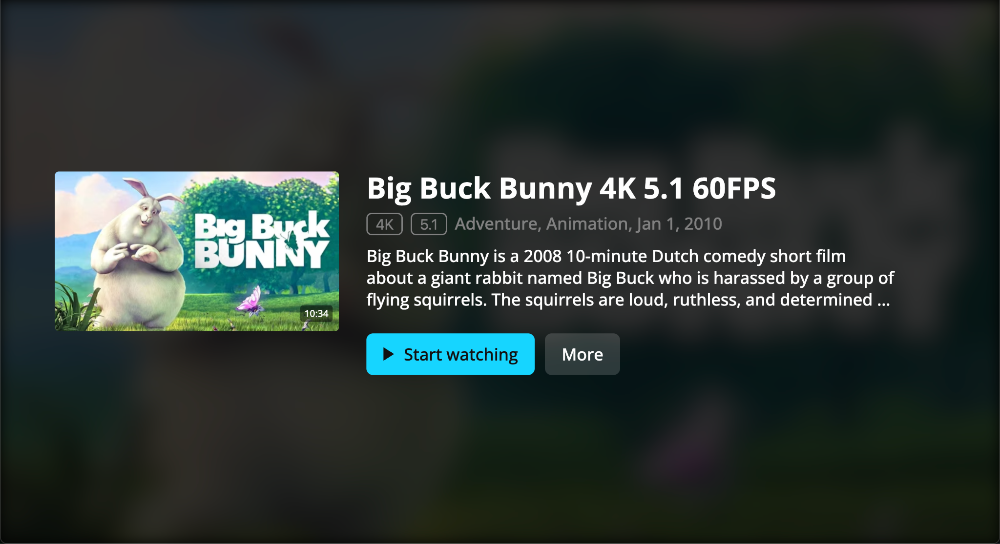 Big Buck
BUNNY
10:34
Big Buck Bunny 4K 5.1 60FPS
4K 5.1 Adventure, Animation, Jan 1, 2010
Big Buck Bunny is a 2008 10-minute Dutch comedy short film
about a giant rabbit named Big Buck who is harassed by a group of
flying squirrels. The squirrels are loud, ruthless, and determined ...
Start watching
More